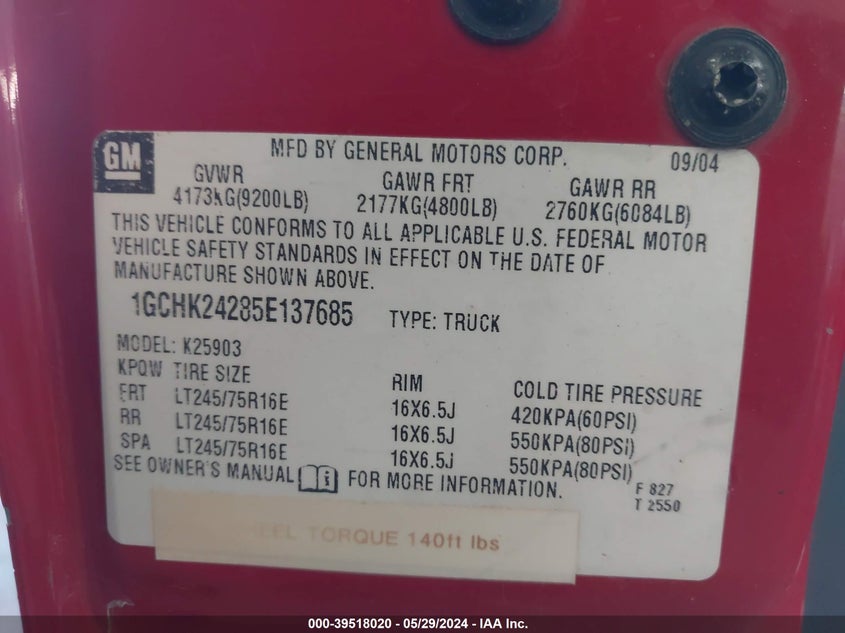 GM
MFD BY GENERAL MOTORS CORP. 09/04
GVWR GAWR FRT GAWR RR
4173KG(9200LB) 2177KG(4800LB) 2760KG(6084LB)
THIS VEHICLE CONFORMS TO ALL APPLICABLE U.S. FEDERAL MOTOR
VEHICLE SAFETY STANDARDS IN EFFECT ON THE DATE OF
MANUFACTURE SHOWN ABOVE.
1GCHK24285E137685 TYPE: TRUCK
MODEL: K25903
KPQW TIRE SIZE RIM COLD TIRE PRESSURE
FRT LT245/75R16E 16X6.5J 420KPA(60PSI)
RR LT245/75R16E 16X6.5J 550KPA(80PSI)
SPA LT245/75R16E 16X6.5J 550KPA(80PSI)
SEE OWNER'S MANUAL FOR MORE INFORMATION.
F 827
T 2550
TORQUE 140ft lbs
000-39518020 - 05/29/2024 - IAA Inc.